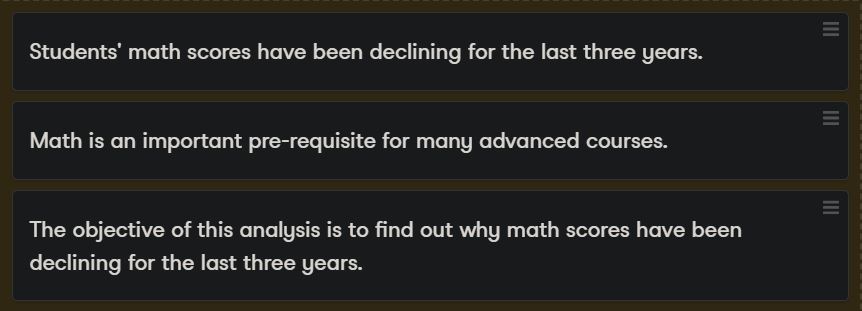 Students' math scores have been declining for the last three years.
Math is an important pre-requisite for many advanced courses.
The objective of this analysis is to find out why math scores have been
declining for the last three years.